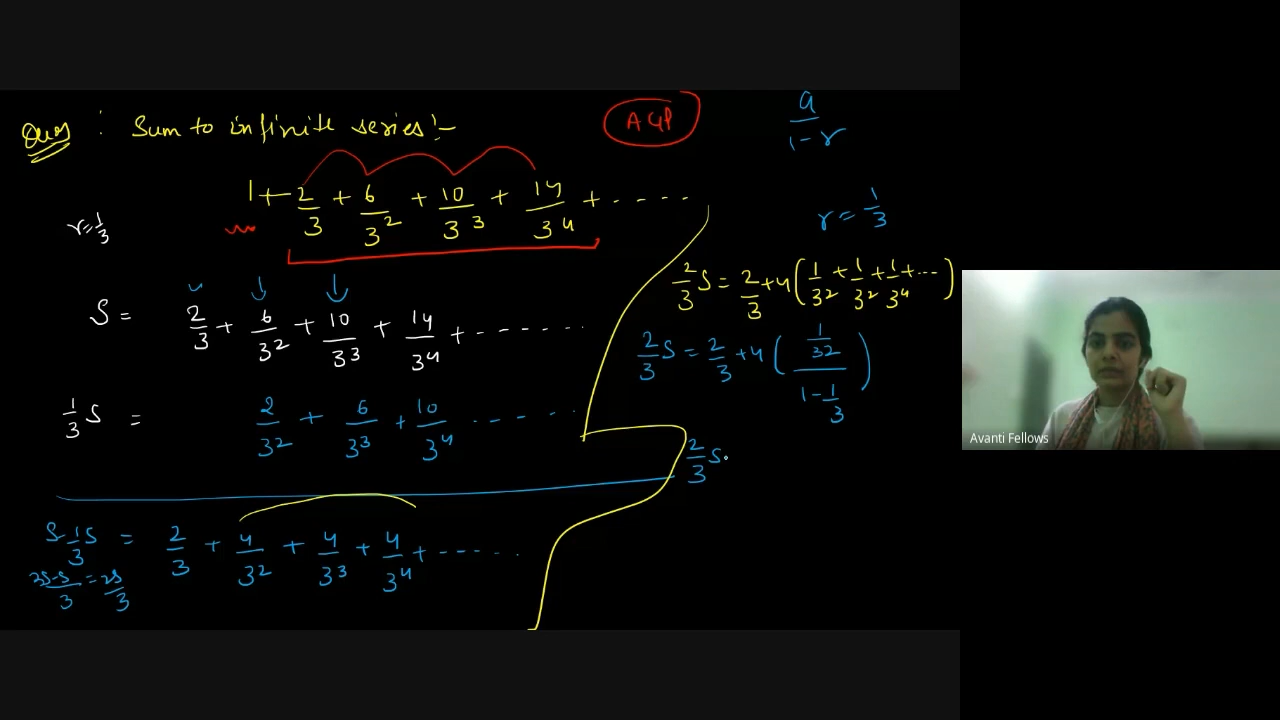 Ques : Sum to infinite series :-
AGP
1 + 2/3 + 6/3² + 10/3³ + 14/3⁴ + ......
r = 1/3
S = 2/3 + 6/3² + 10/3³ + 14/3⁴ + -------
1/3 S = 2/3² + 6/3³ + 10/3⁴ ------
S - 1/3 S = 2/3 + 4/3² + 4/3³ + 4/3⁴ + ------
3S-S/3 = 2S/3
a/1-r
r = 1/3
2/3 S = 2/3 + 4(1/3² + 1/3² + 1/3⁴ + ...)
2/3 S = 2/3 + 4((1/32)/(1-1/3))
2/3 S
Avanti Fellows